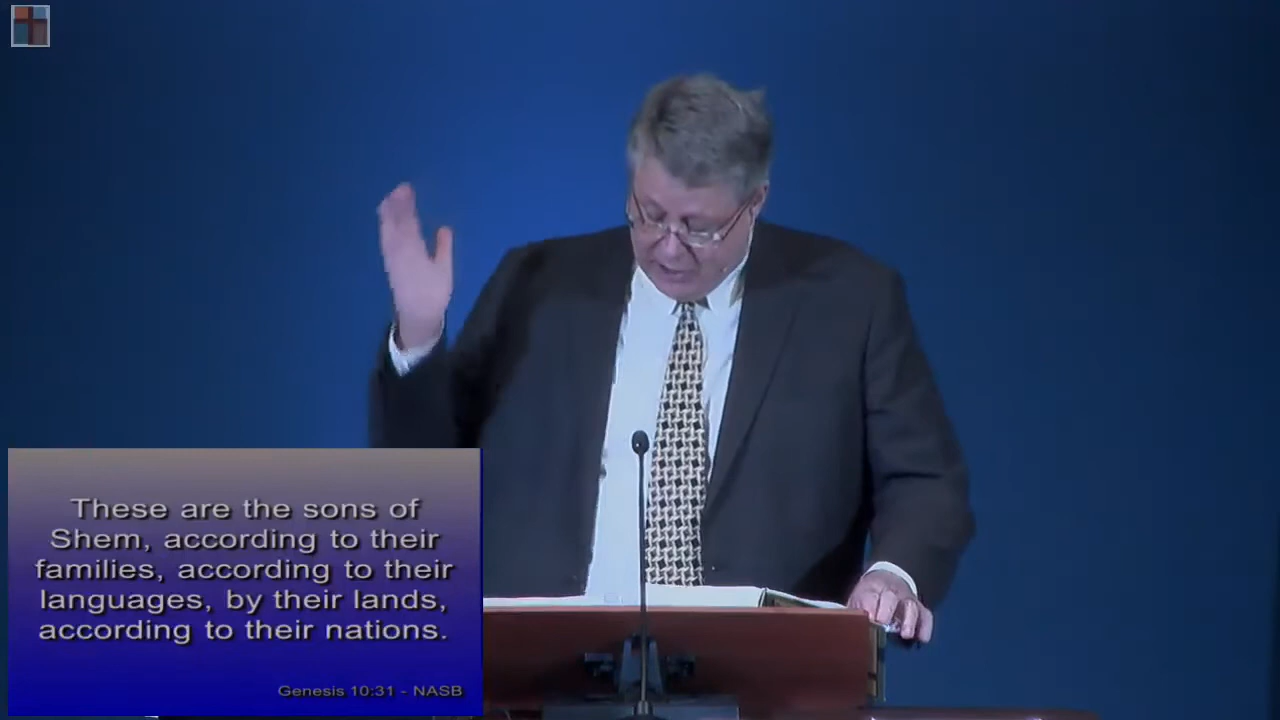 These are the sons of
Shem, according to their
families, according to their
languages, by their lands,
according to their nations.
Genesis 10:31 - NASB